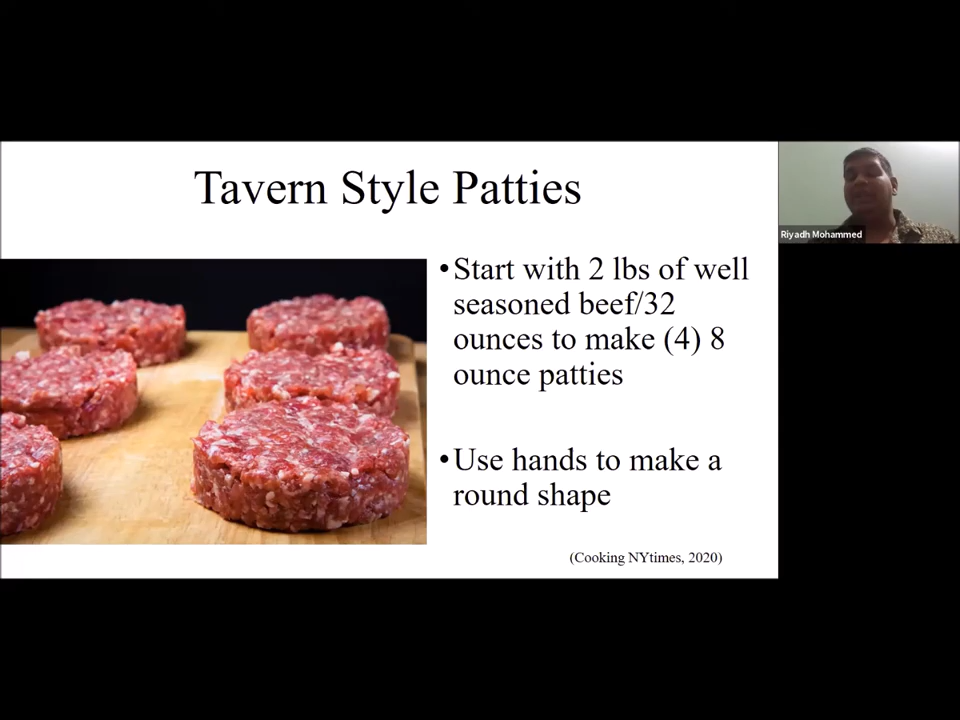 Tavern Style Patties
Riyadh Mohammed
•Start with 2 lbs of well
seasoned beef/32
ounces to make (4) 8
ounce patties
•Use hands to make a
round shape
(Cooking NYtimes, 2020)